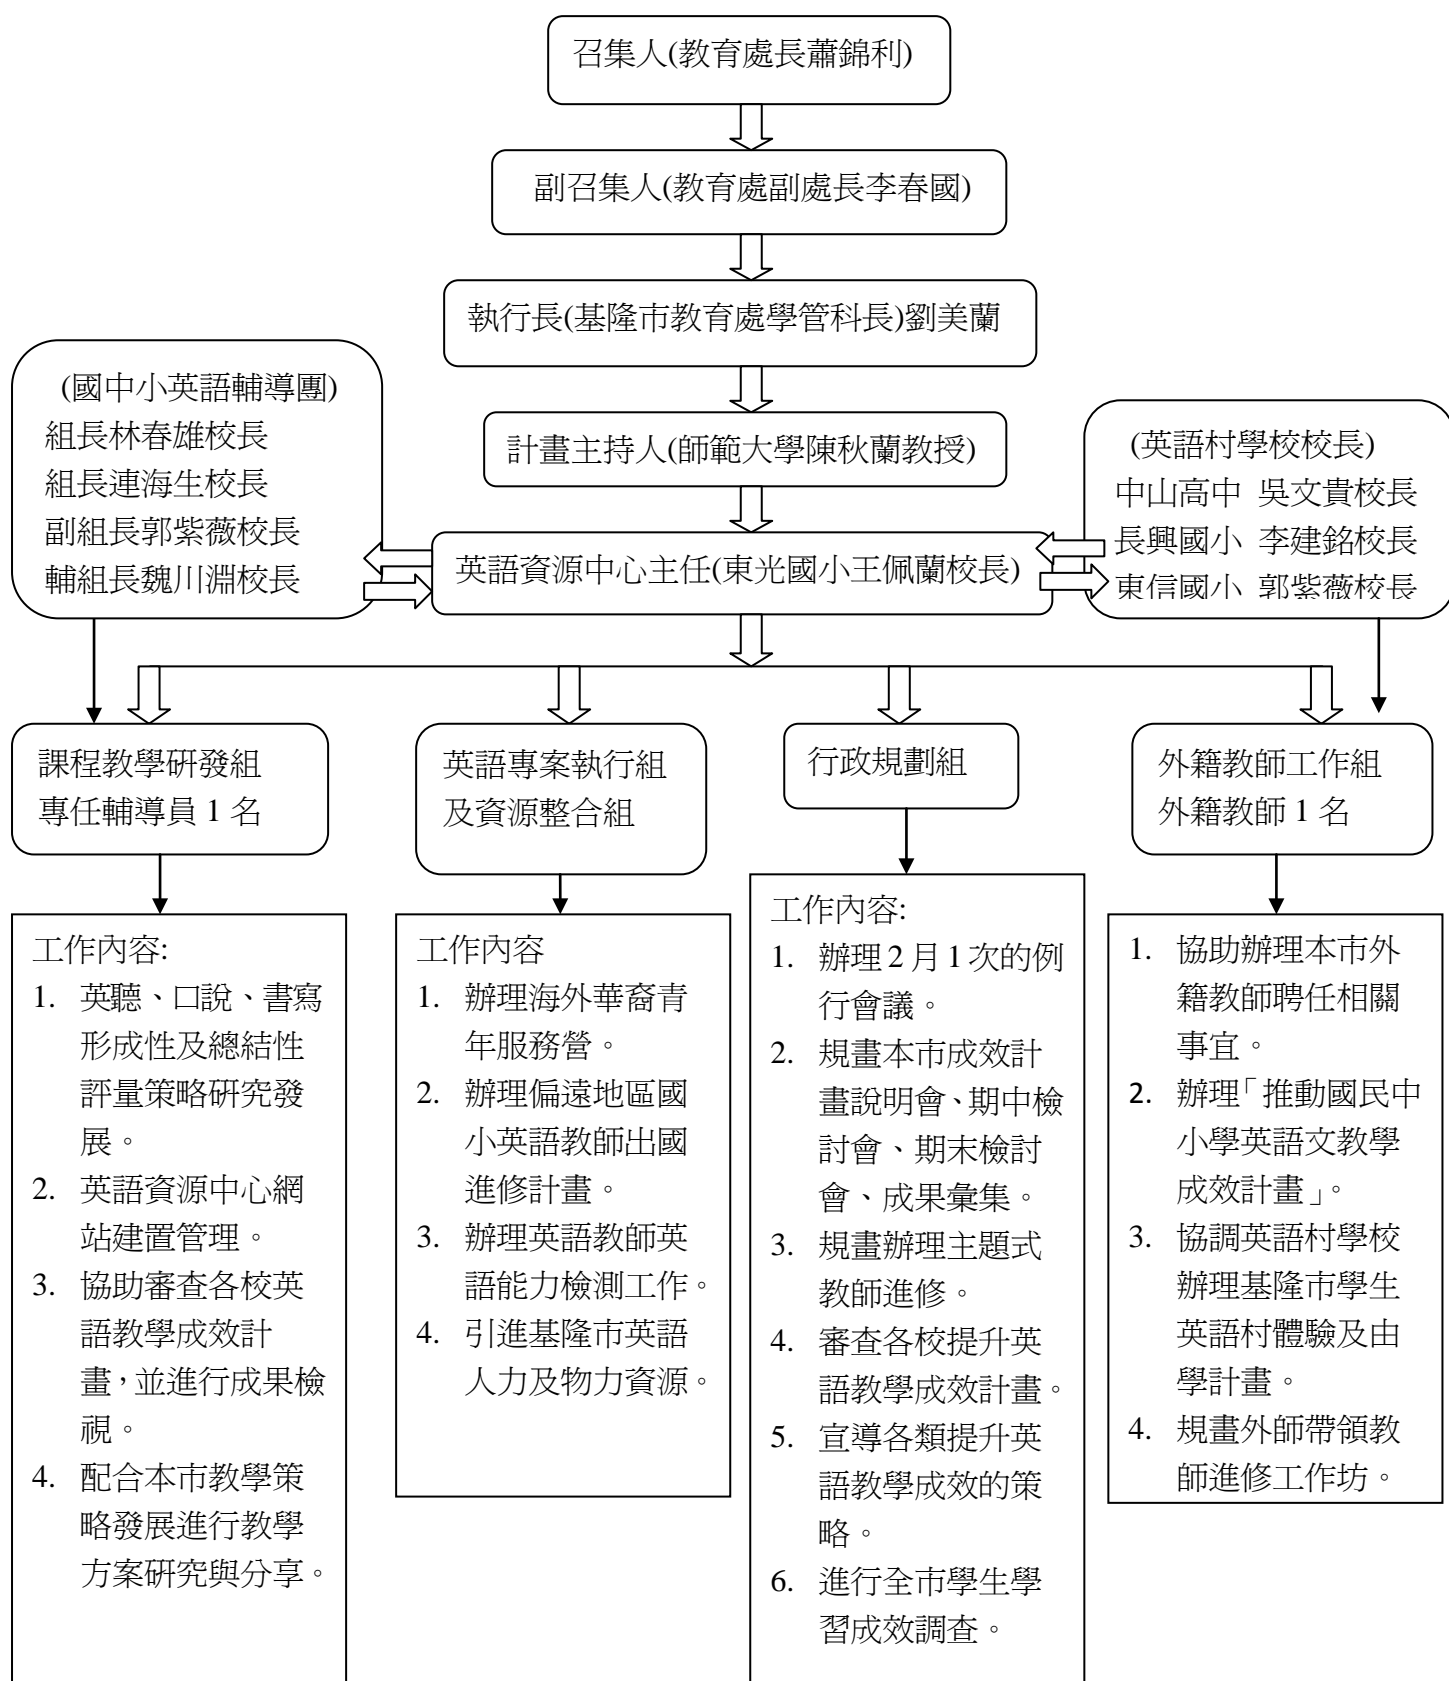 召集人(教育處長蕭錦利)
副召集人(教育處副處長李春國)
執行長(基隆市教育處學管科長)劉美蘭
(國中小英語輔導團)
組長林春雄校長
組長連海生校長
副組長郭紫薇校長
輔組長魏川淵校長
計畫主持人(師範大學陳秋蘭教授)
(英語村學校校長)
中山高中 吳文貴校長
長興國小 李建銘校長
東信國小 郭紫薇校長
英語資源中心主任(東光國小王佩蘭校長)
課程教學研發組
專任輔導員 1 名
英語專案執行組
及資源整合組
行政規劃組
外籍教師工作組
外籍教師 1 名
工作內容:
1. 英聽、口說、書寫
形成性及總結性
評量策略研究發
展。
2. 英語資源中心網
站建置管理。
3. 協助審查各校英
語教學成效計
畫,並進行成果檢
視。
4. 配合本市教學策
略發展進行教學
方案研究與分享。
工作內容
1. 辦理海外華裔青
年服務營。
2. 辦理偏遠地區國
小英語教師出國
進修計畫。
3. 辦理英語教師英
語能力檢測工作。
4. 引進基隆市英語
人力及物力資源。
工作內容:
1. 辦理 2 月 1 次的例
行會議。
2. 規畫本市成效計
畫說明會、期中檢
討會、期末檢討
會、成果彙集。
3. 規畫辦理主題式
教師進修。
4. 審查各校提升英
語教學成效計畫。
5. 宣導各類提升英
語教學成效的策
略。
6. 進行全市學生學
習成效調查。
1. 協助辦理本市外
籍教師聘任相關
事宜。
2. 辦理「推動國民中
小學英語文教學
成效計畫」。
3. 協調英語村學校
辦理基隆市學生
英語村體驗及由
學計畫。
4. 規畫外師帶領教
師進修工作坊。